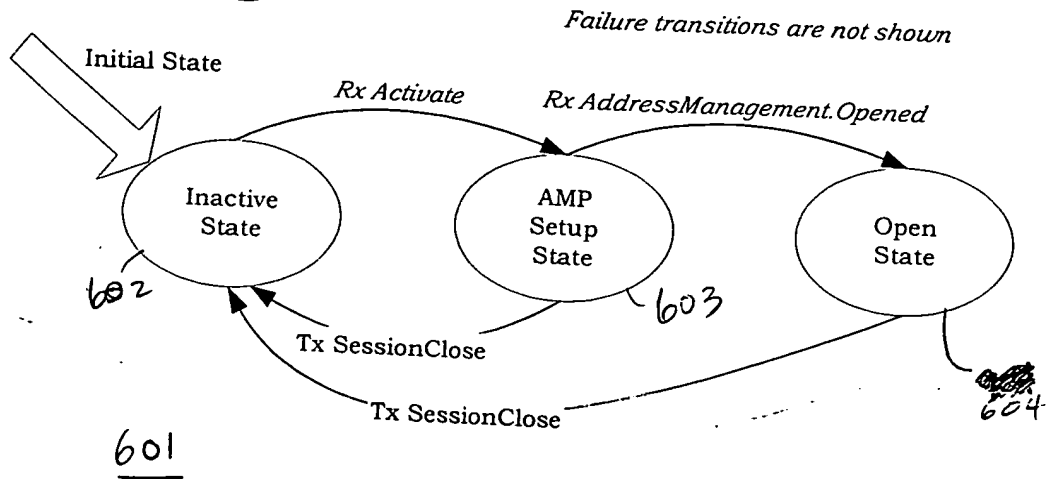 Failure transitions are not shown
Initial State
Rx Activate
Rx AddressManagement.Opened
Inactive
State
AMP
Setup
State
Open
State
602
603
604
Tx SessionClose
Tx SessionClose
601